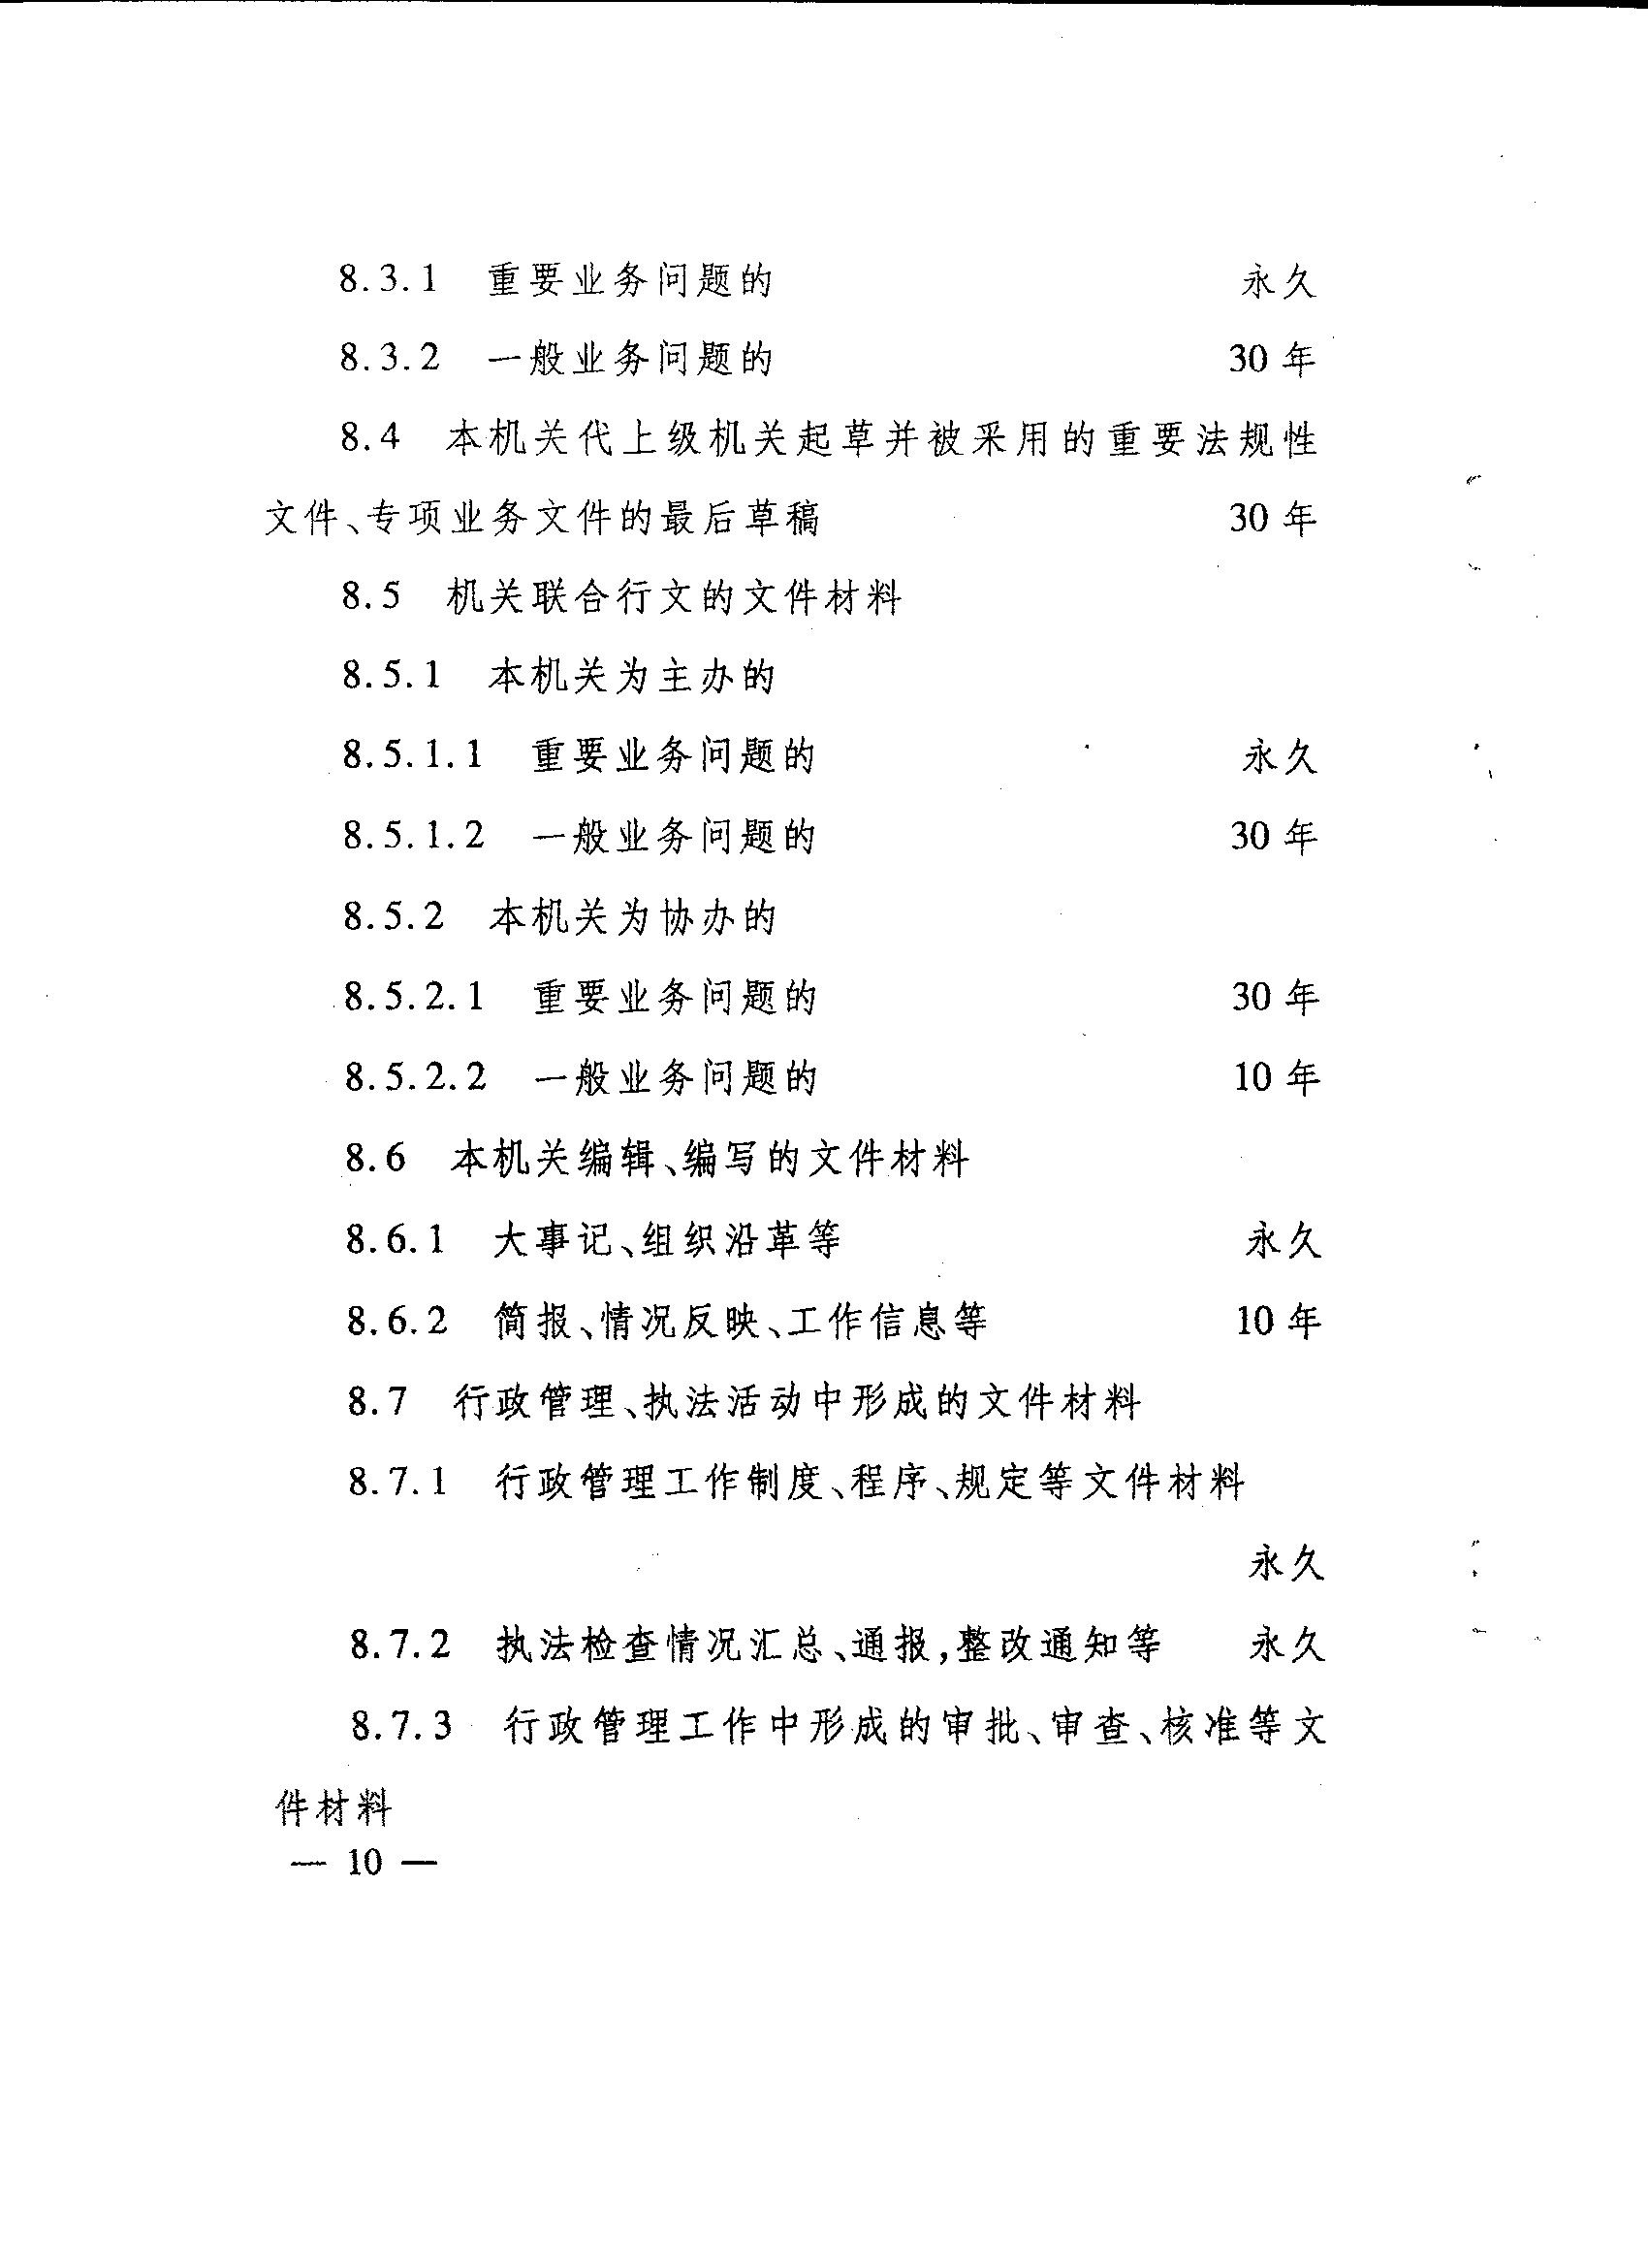 8.3.1 重要业务问题的 永久
8.3.2 一般业务问题的 30 年
8.4 本机关代上级机关起草并被采用的重要法规性
文件、专项业务文件的最后草稿 30 年
8.5 机关联合行文的文件材料
8.5.1 本机关为主办的
8.5.1.1 重要业务问题的 永久
8.5.1.2 一般业务问题的 30 年
8.5.2 本机关为协办的
8.5.2.1 重要业务问题的 30 年
8.5.2.2 一般业务问题的 10 年
8.6 本机关编辑、编写的文件材料
8.6.1 大事记、组织沿革等 永久
8.6.2 简报、情况反映、工作信息等 10 年
8.7 行政管理、执法活动中形成的文件材料
8.7.1 行政管理工作制度、程序、规定等文件材料
永久
8.7.2 执法检查情况汇总、通报,整改通知等 永久
8.7.3 行政管理工作中形成的审批、审查、核准等文
件材料
— 10 —